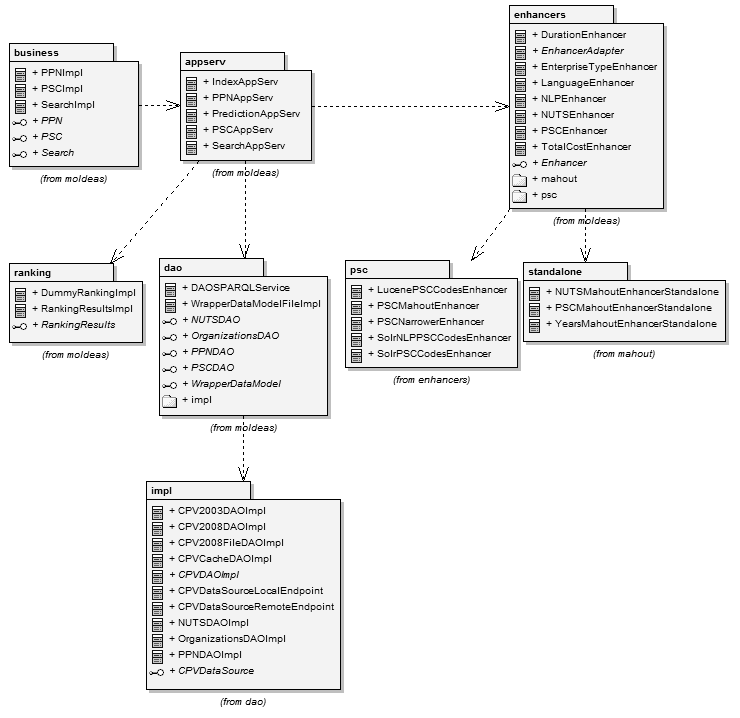 business
+ PPNImpl
+ PSCImpl
+ SearchImpl
+ PPN
+ PSC
+ Search
(from moldeas)
appserv
+ IndexAppServ
+ PPNAppServ
+ PredictionAppServ
+ PSCAppServ
+ SearchAppServ
(from moldeas)
enhancers
+ DurationEnhancer
+ EnhancerAdapter
+ EnterpriseTypeEnhancer
+ LanguageEnhancer
+ NLPEnhancer
+ NUTSEnhancer
+ PSCEnhancer
+ TotalCostEnhancer
+ Enhancer
+ mahout
+ psc
(from moldeas)
ranking
+ DummyRankingImpl
+ RankingResultsImpl
+ RankingResults
(from moldeas)
dao
+ DAOSPARQLService
+ WrapperDataModelFileImpl
+ NUTSDAO
+ OrganizationsDAO
+ PPNDAO
+ PSCDAO
+ WrapperDataModel
+ impl
(from moldeas)
psc
+ LucenePSCCodesEnhancer
+ PSCMahoutEnhancer
+ PSCNarrowerEnhancer
+ SolrNLPPSCCodesEnhancer
+ SolrPSCCodesEnhancer
(from enhancers)
standalone
+ NUTSMahoutEnhancerStandalone
+ PSCMahoutEnhancerStandalone
+ YearsMahoutEnhancerStandalone
(from mahout)
impl
+ CPV2003DAOImpl
+ CPV2008DAOImpl
+ CPV2008FileDAOImpl
+ CPVCacheDAOImpl
+ CPVDAOImpl
+ CPVDataSourceLocalEndpoint
+ CPVDataSourceRemoteEndpoint
+ NUTSDAOImpl
+ OrganizationsDAOImpl
+ PPNDAOImpl
+ CPVDataSource
(from dao)